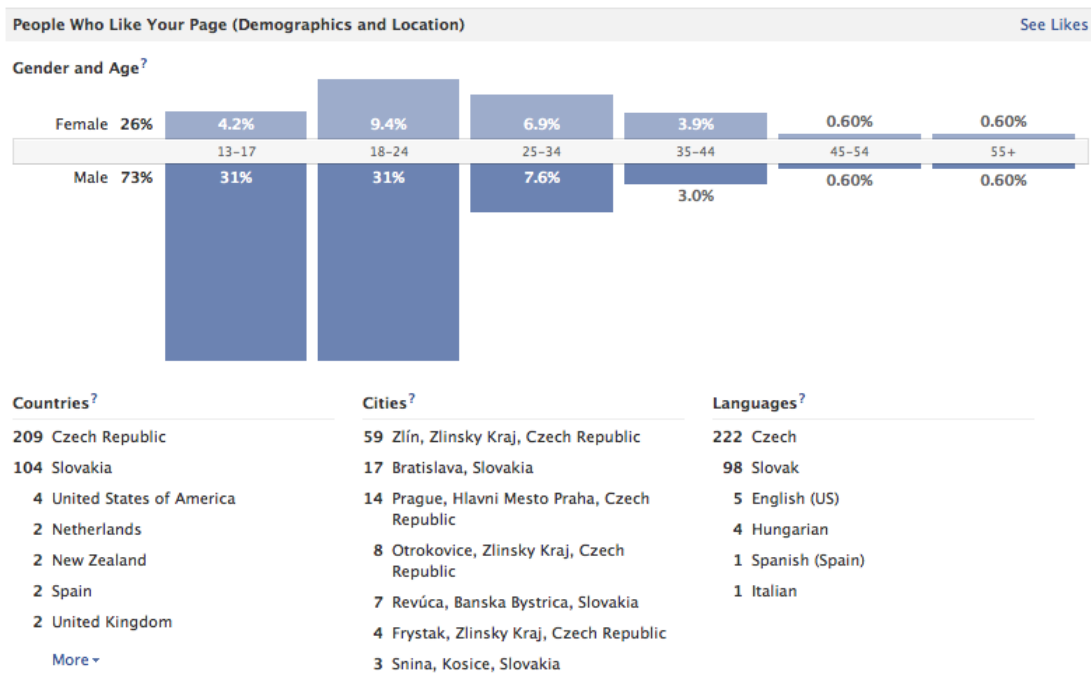 People Who Like Your Page (Demographics and Location) See Likes
Gender and Age?
Female 26% 4.2% 9.4% 6.9% 3.9% 0.60% 0.60%
13-17 18-24 25-34 35-44 45-54 55+
Male 73% 31% 31% 7.6% 3.0% 0.60% 0.60%
Countries?
209 Czech Republic
104 Slovakia
4 United States of America
2 Netherlands
2 New Zealand
2 Spain
2 United Kingdom
More
Cities?
59 Zlín, Zlinsky Kraj, Czech Republic
17 Bratislava, Slovakia
14 Prague, Hlavni Mesto Praha, Czech
Republic
8 Otrokovice, Zlinsky Kraj, Czech
Republic
7 Revúca, Banska Bystrica, Slovakia
4 Frystak, Zlinsky Kraj, Czech Republic
3 Snina, Kosice, Slovakia
Languages?
222 Czech
98 Slovak
5 English (US)
4 Hungarian
1 Spanish (Spain)
1 Italian